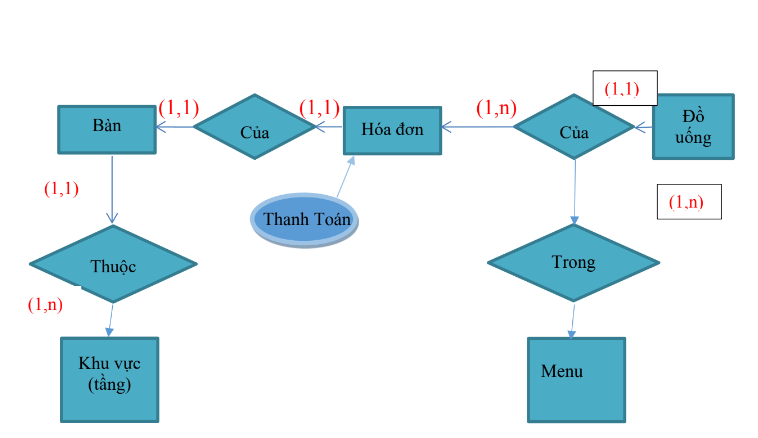 (1,1)
Đồ
uống
(1,1)
(1,1)
(1,n)
Bàn
Của
Hóa đơn
Của
(1,1)
(1,n)
Thanh Toán
Thuộc
Trong
(1,n)
Khu vực
(tầng)
Menu